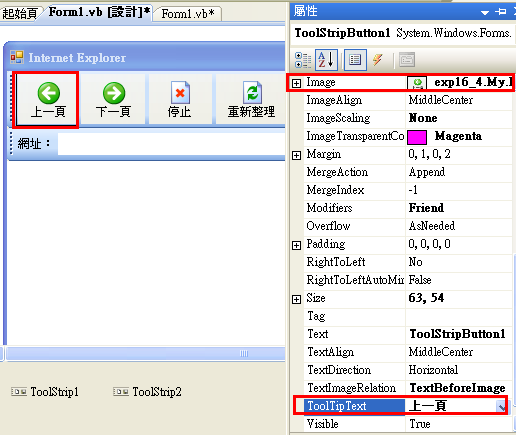 起始頁 Form1.vb [設計]* Form1.vb*
Internet Explorer
上一頁 下一頁 停止 重新整理
網址：
ToolStrip1 ToolStrip2
屬性
ToolStripButton1 System.Windows.Forms.
Image exp16_4.My.
ImageAlign MiddleCenter
ImageScaling None
ImageTransparentCo Magenta
Margin 0, 1, 0, 2
MergeAction Append
MergeIndex -1
Modifiers Friend
Overflow AsNeeded
Padding 0, 0, 0, 0
RightToLeft No
RightToLeftAutoMir False
Size 63, 54
Tag
Text ToolStripButton1
TextAlign MiddleCenter
TextDirection Horizontal
TextImageRelation TextBeforeImage
ToolTipText 上一頁
Visible True